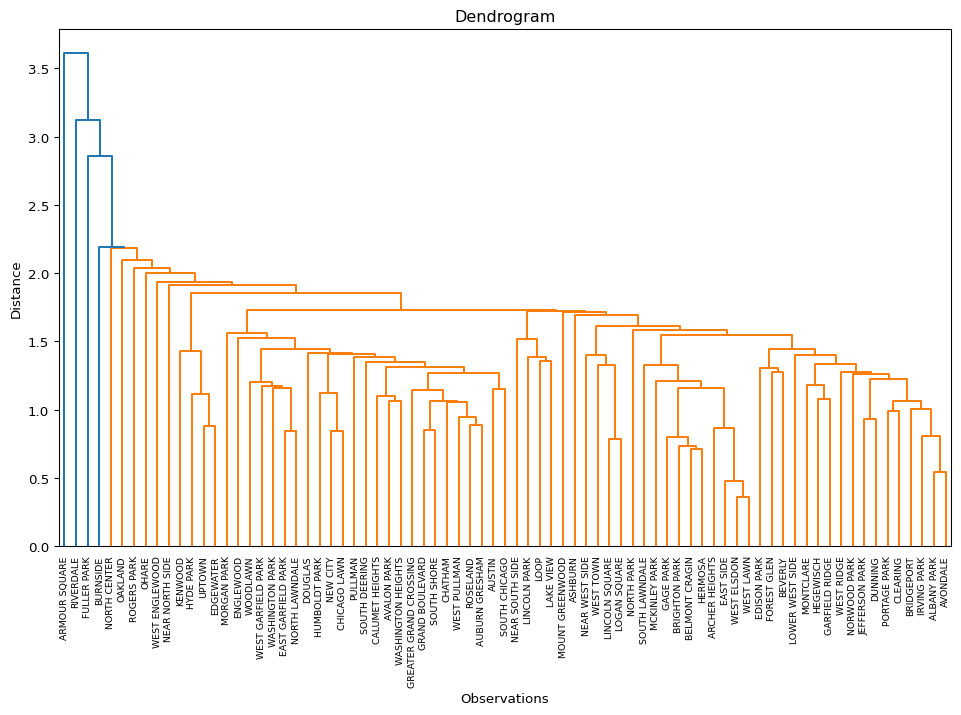 Dendrogram
Distance
3.5
3.0
2.5
2.0
1.5
1.0
0.5
0.0
ARMOUR SQUARE
RIVERDALE
FULLER PARK
BURNSIDE
NORTH CENTER
OAKLAND
ROGERS PARK
OHARE
WEST ENGLEWOOD
NEAR NORTH SIDE
KENWOOD
HYDE PARK
UPTOWN
EDGEWATER
MORGAN PARK
ENGLEWOOD
WOODLAWN
WEST GARFIELD PARK
WASHINGTON PARK
EAST GARFIELD PARK
NORTH LAWNDALE
DOUGLAS
HUMBOLDT PARK
NEW CITY
CHICAGO LAWN
PULLMAN
SOUTH DEERING
CALUMET HEIGHTS
AVALON PARK
WASHINGTON HEIGHTS
GREATER GRAND CROSSING
GRAND BOULEVARD
SOUTH SHORE
CHATHAM
WEST PULLMAN
ROSELAND
AUBURN GRESHAM
AUSTIN
SOUTH CHICAGO
NEAR SOUTH SIDE
LINCOLN PARK
LOOP
LAKE VIEW
MOUNT GREENWOOD
ASHBURN
NEAR WEST SIDE
WEST TOWN
LINCOLN SQUARE
LOGAN SQUARE
NORTH PARK
SOUTH LAWNDALE
MCKINLEY PARK
GAGE PARK
BRIGHTON PARK
BELMONT CRAGIN
HERMOSA
ARCHER HEIGHTS
EAST SIDE
WEST ELSDON
WEST LAWN
EDISON PARK
FOREST GLEN
BEVERLY
LOWER WEST SIDE
MONTCLARE
HEGEWISCH
GARFIELD RIDGE
WEST RIDGE
NORWOOD PARK
JEFFERSON PARK
DUNNING
PORTAGE PARK
CLEARING
BRIDGEPORT
IRVING PARK
ALBANY PARK
AVONDALE
Observations